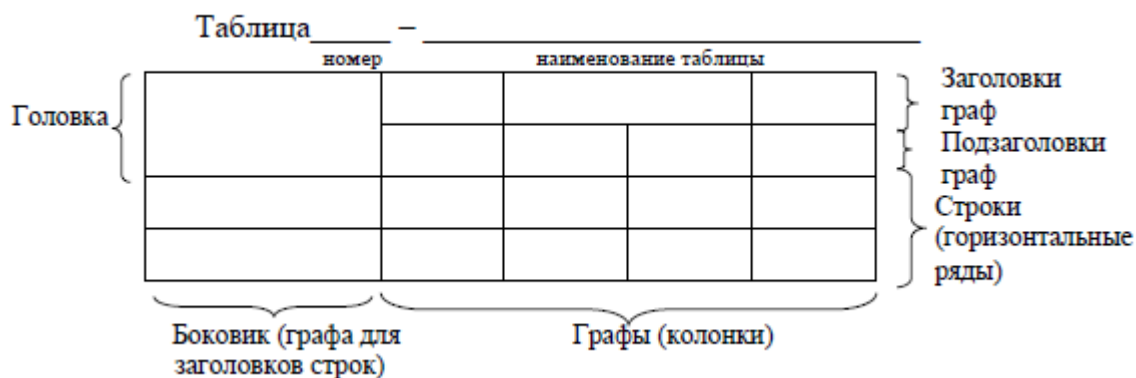 Таблица_____ – _______________________________
номер наименование таблицы
Головка
Заголовки
граф
Подзаголовки
граф
Строки
(горизонтальные
ряды)
Боковик (графа для
заголовков строк)
Графы (колонки)